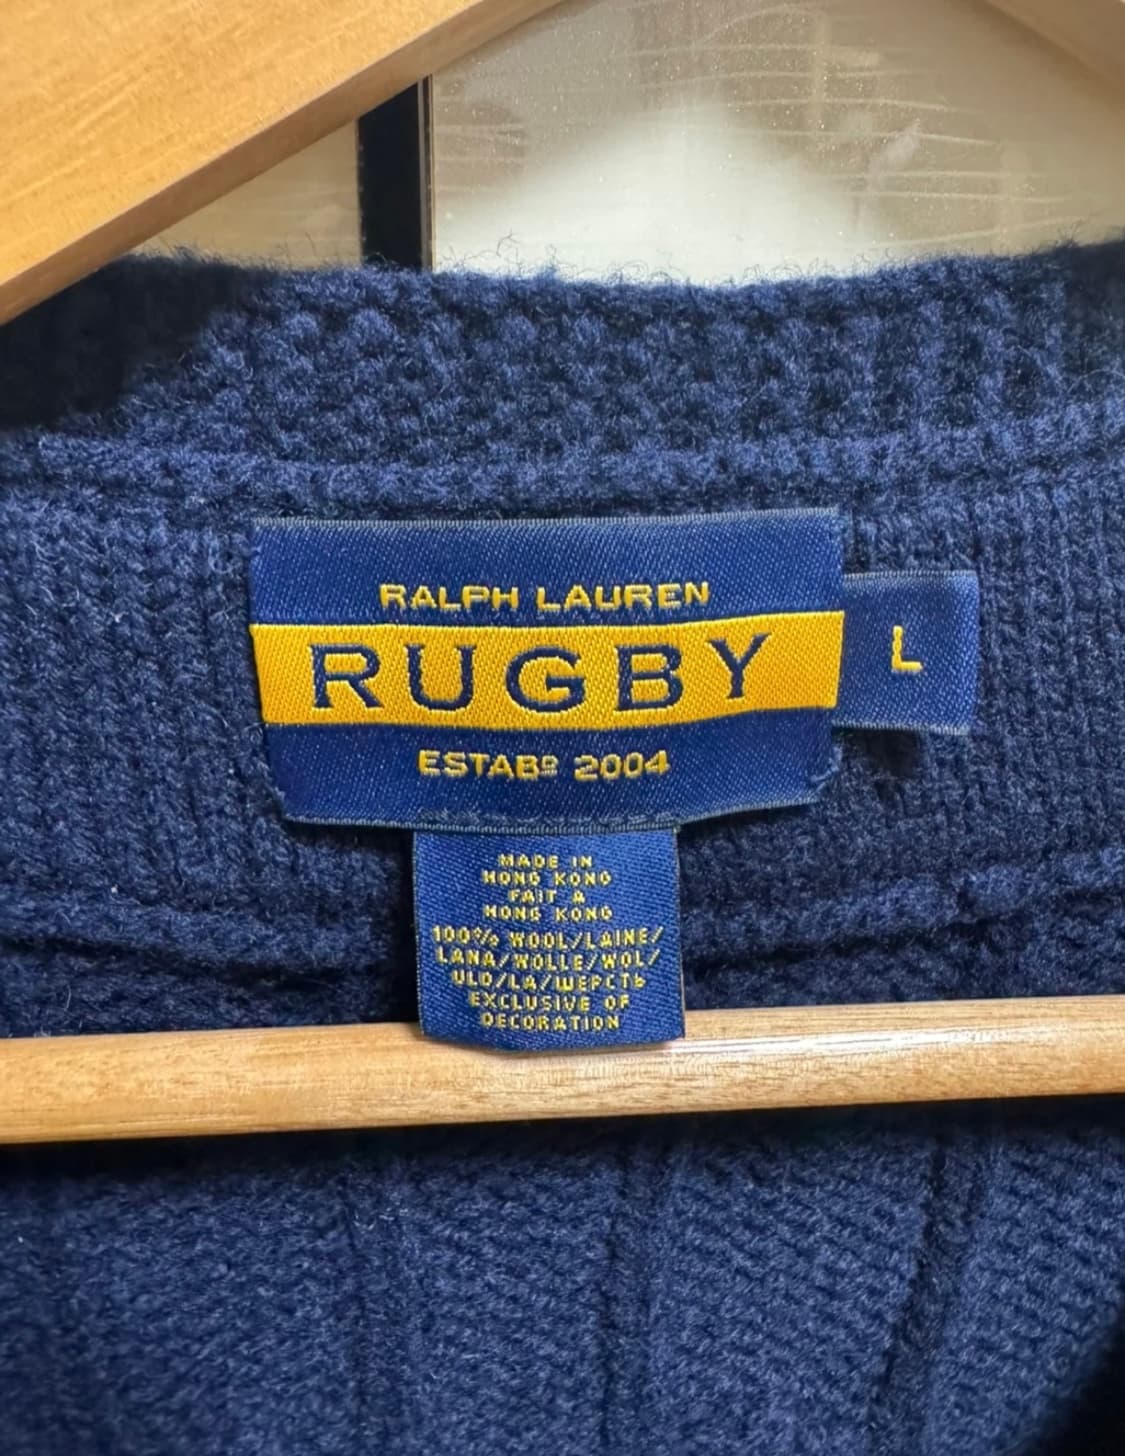 RALPH LAUREN
RUGBY
L
ESTABD 2004
MADE IN
HONG KONG
FAIT A
HONG KONG
100% WOOL/LAINE/
LANA/WOLLE/WOL/
ULD/LA/ШЕРСТЬ
EXCLUSIVE OF
DECORATION